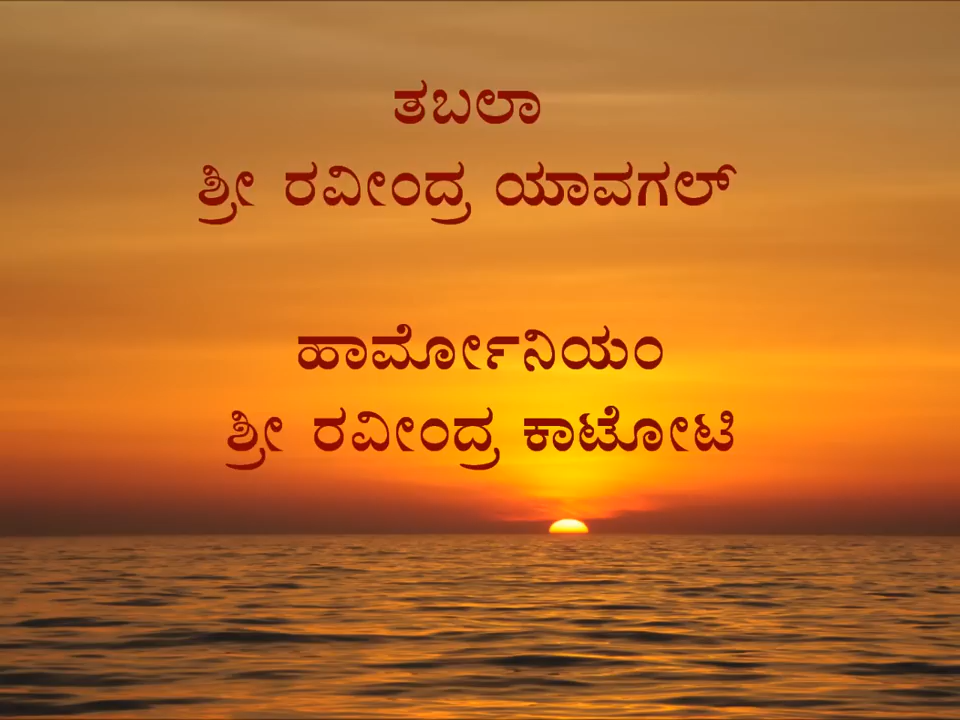 ತಬಲಾ
ಶ್ರೀ ರವೀಂದ್ರ ಯಾವಗಲ್
ಹಾರ್ಮೋನಿಯಂ
ಶ್ರೀ ರವೀಂದ್ರ ಕಾಟೋಟಿ